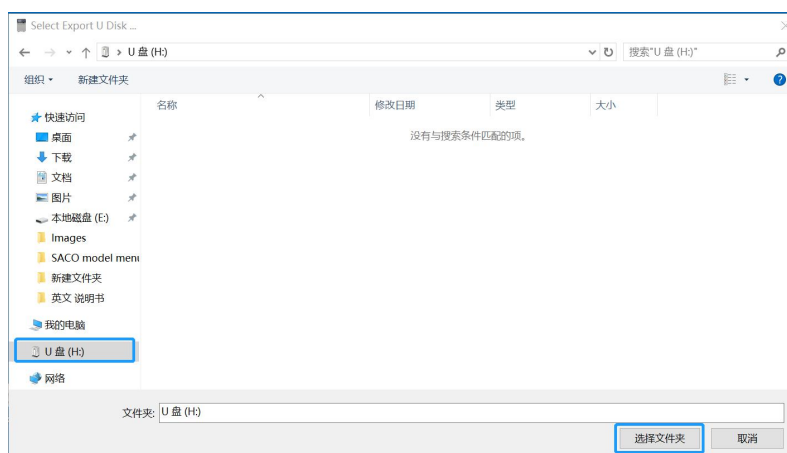 Select Export U Disk ...
U 盘 (H:)
搜索"U 盘 (H:)"
组织
新建文件夹
名称
修改日期
类型
大小
没有与搜索条件匹配的项。
快速访问
桌面
下载
文档
图片
本地磁盘 (E:)
Images
SACO model menu
新建文件夹
英文 说明书
我的电脑
U 盘 (H:)
网络
文件夹:
U 盘 (H:)
选择文件夹
取消